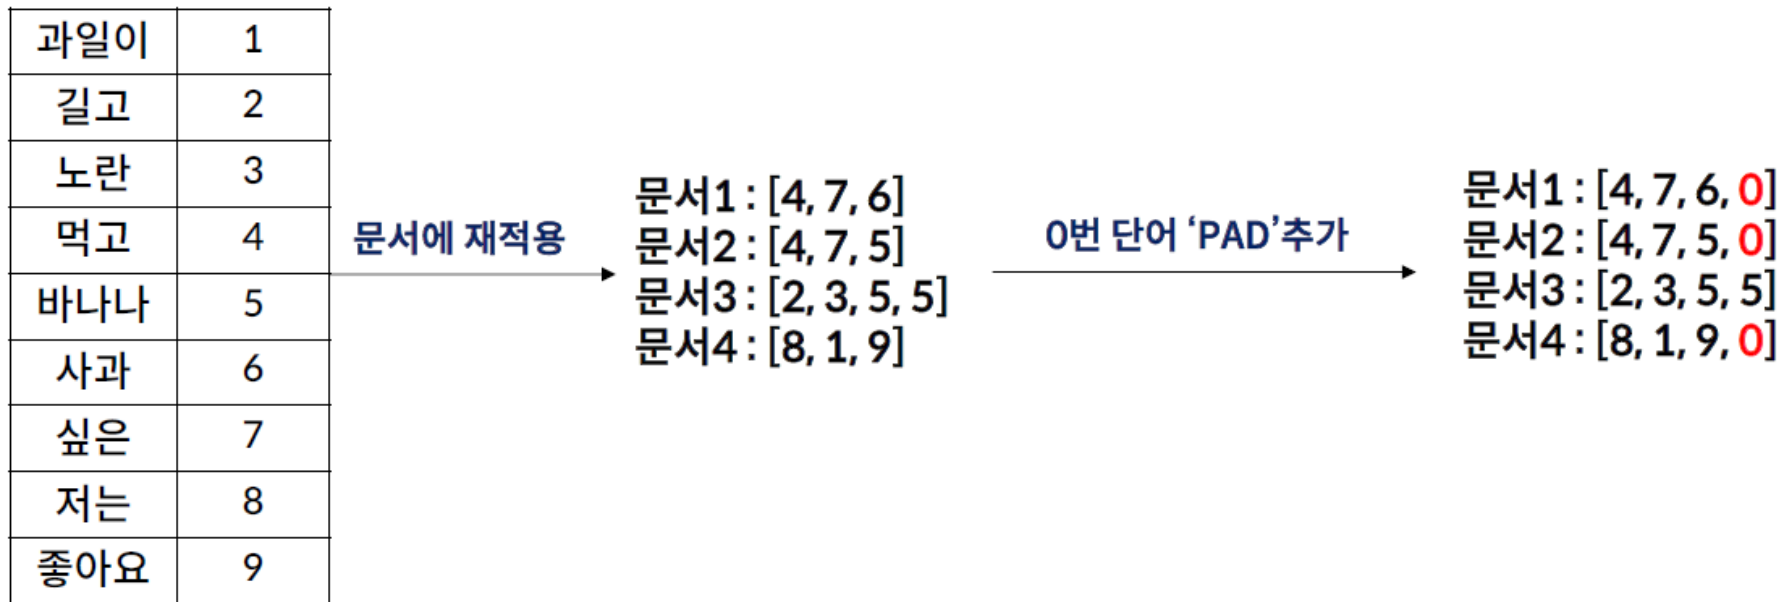 과일이 1
길고 2
노란 3
먹고 4
바나나 5
사과 6
싶은 7
저는 8
좋아요 9
문서에 재적용
문서1 : [4, 7, 6]
문서2 : [4, 7, 5]
문서3 : [2, 3, 5, 5]
문서4 : [8, 1, 9]
0번 단어 ‘PAD’추가
문서1 : [4, 7, 6, 0]
문서2 : [4, 7, 5, 0]
문서3 : [2, 3, 5, 5]
문서4 : [8, 1, 9, 0]